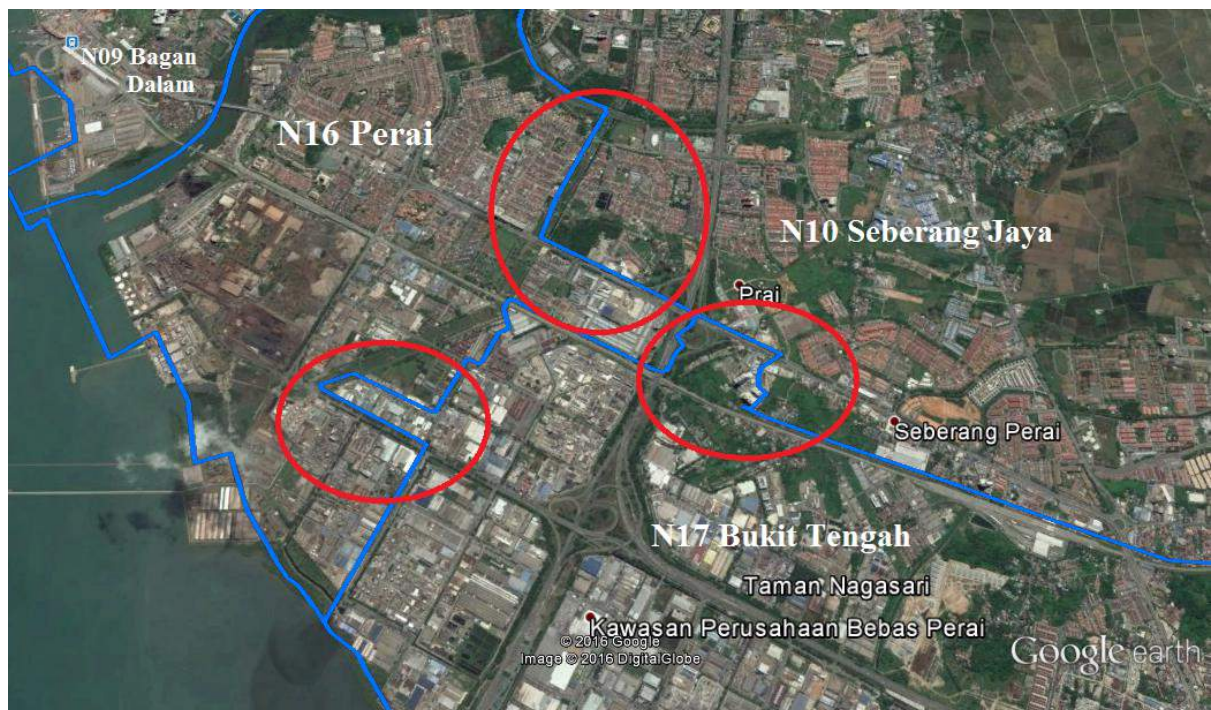 N09 Bagan
Dalam
N16 Perai
N10 Seberang Jaya
Prai
Seberang Perai
N17 Bukit Tengah
Taman Nagasari
Kawasan Perusahaan Bebas Perai
© 2016 Google
Image © 2016 DigitalGlobe
Google earth